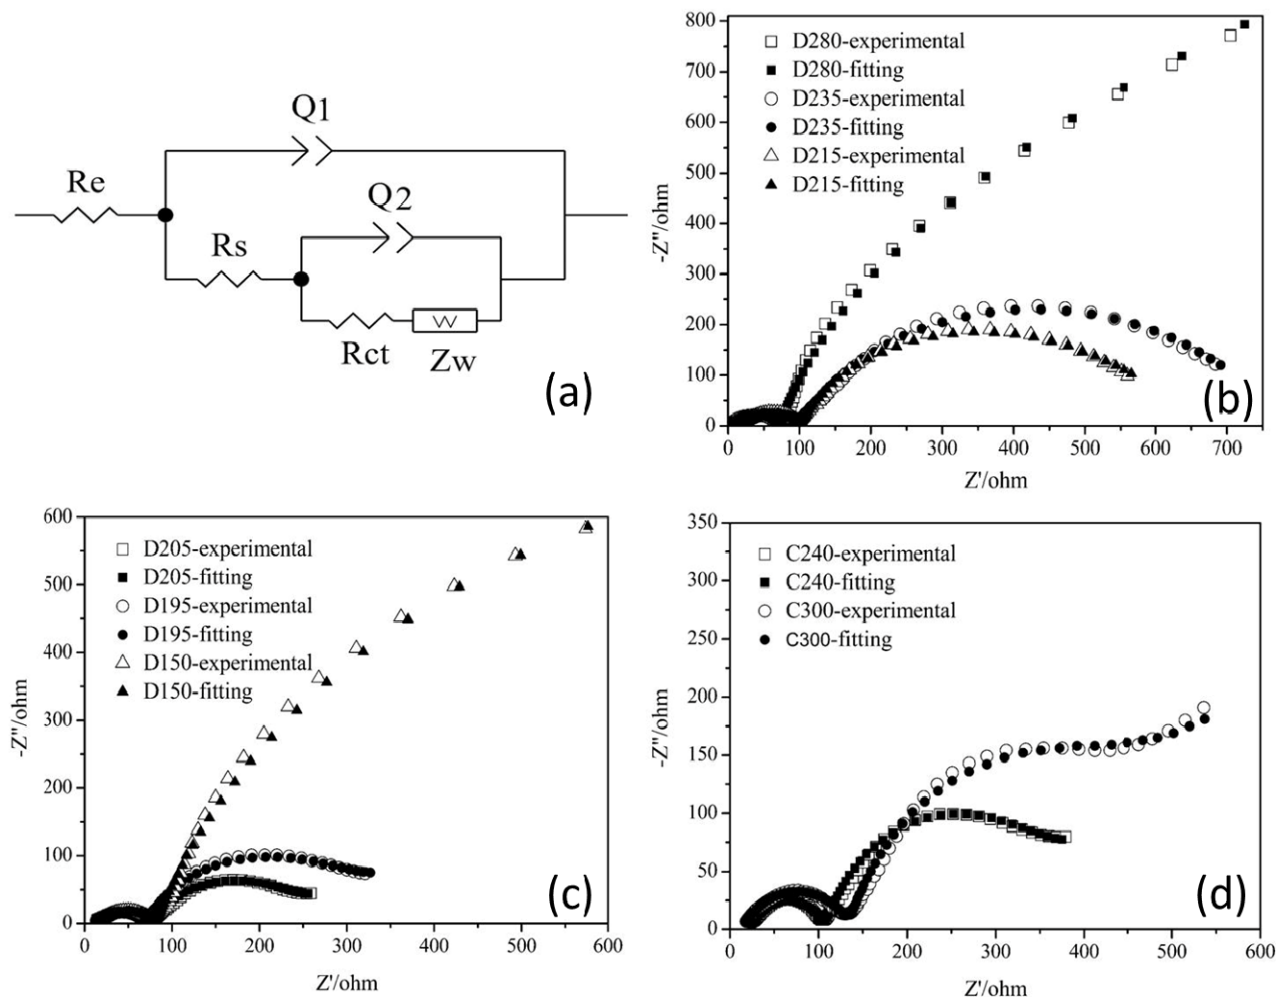 Q1
Re
Q2
Rs
W
Rct
Zw
(a)
800
700
600
500
400
300
200
100
0
-Z"/ohm
D280-experimental
D280-fitting
D235-experimental
D235-fitting
D215-experimental
D215-fitting
(b)
0 100 200 300 400 500 600 700
Z'/ohm
600
500
400
300
200
100
0
-Z"/ohm
D205-experimental
D205-fitting
D195-experimental
D195-fitting
D150-experimental
D150-fitting
(c)
0 100 200 300 400 500 600
Z'/ohm
350
300
250
200
150
100
50
0
-Z"/ohm
C240-experimental
C240-fitting
C300-experimental
C300-fitting
(d)
0 100 200 300 400 500 600
Z'/ohm